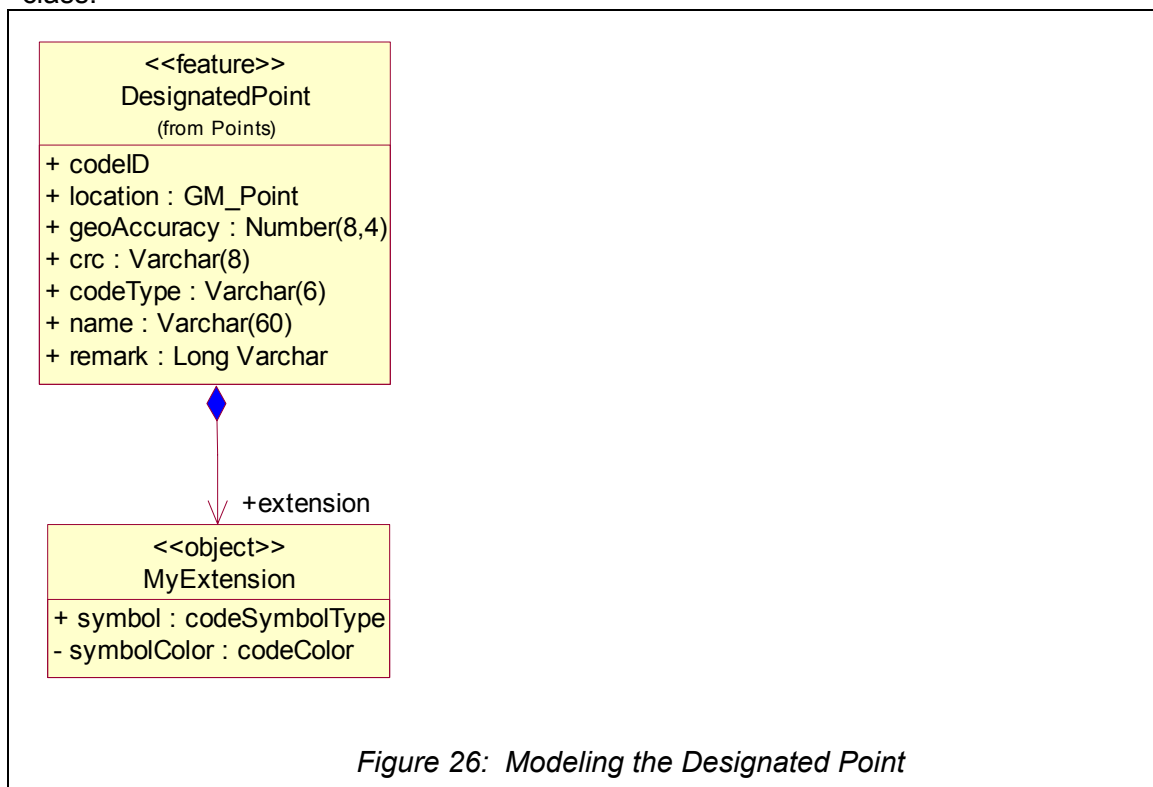 class.
<<feature>>
DesignatedPoint
(from Points)
+ codeID
+ location : GM_Point
+ geoAccuracy : Number(8,4)
+ crc : Varchar(8)
+ codeType : Varchar(6)
+ name : Varchar(60)
+ remark : Long Varchar
+extension
<<object>>
MyExtension
+ symbol : codeSymbolType
- symbolColor : codeColor
Figure 26:  Modeling the Designated Point